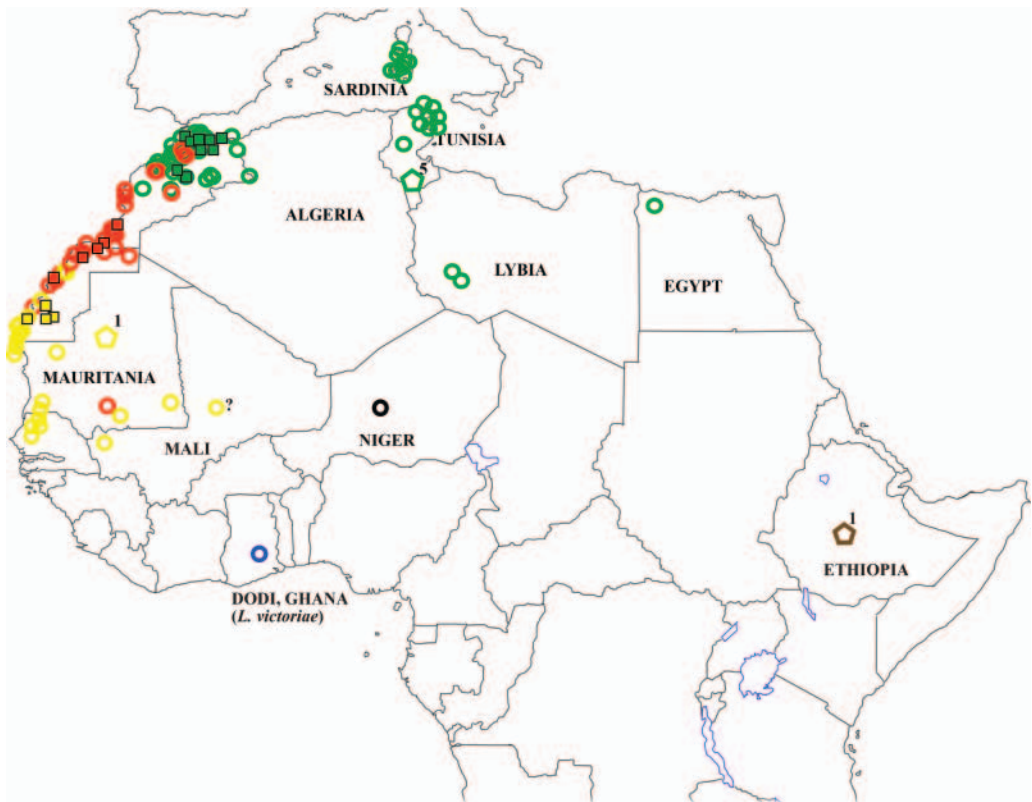 SARDINIA
TUNISIA
5
ALGERIA
LYBIA
EGYPT
1
MAURITANIA
?
MALI
NIGER
1
ETHIOPIA
DODI, GHANA
(L. victoriae)